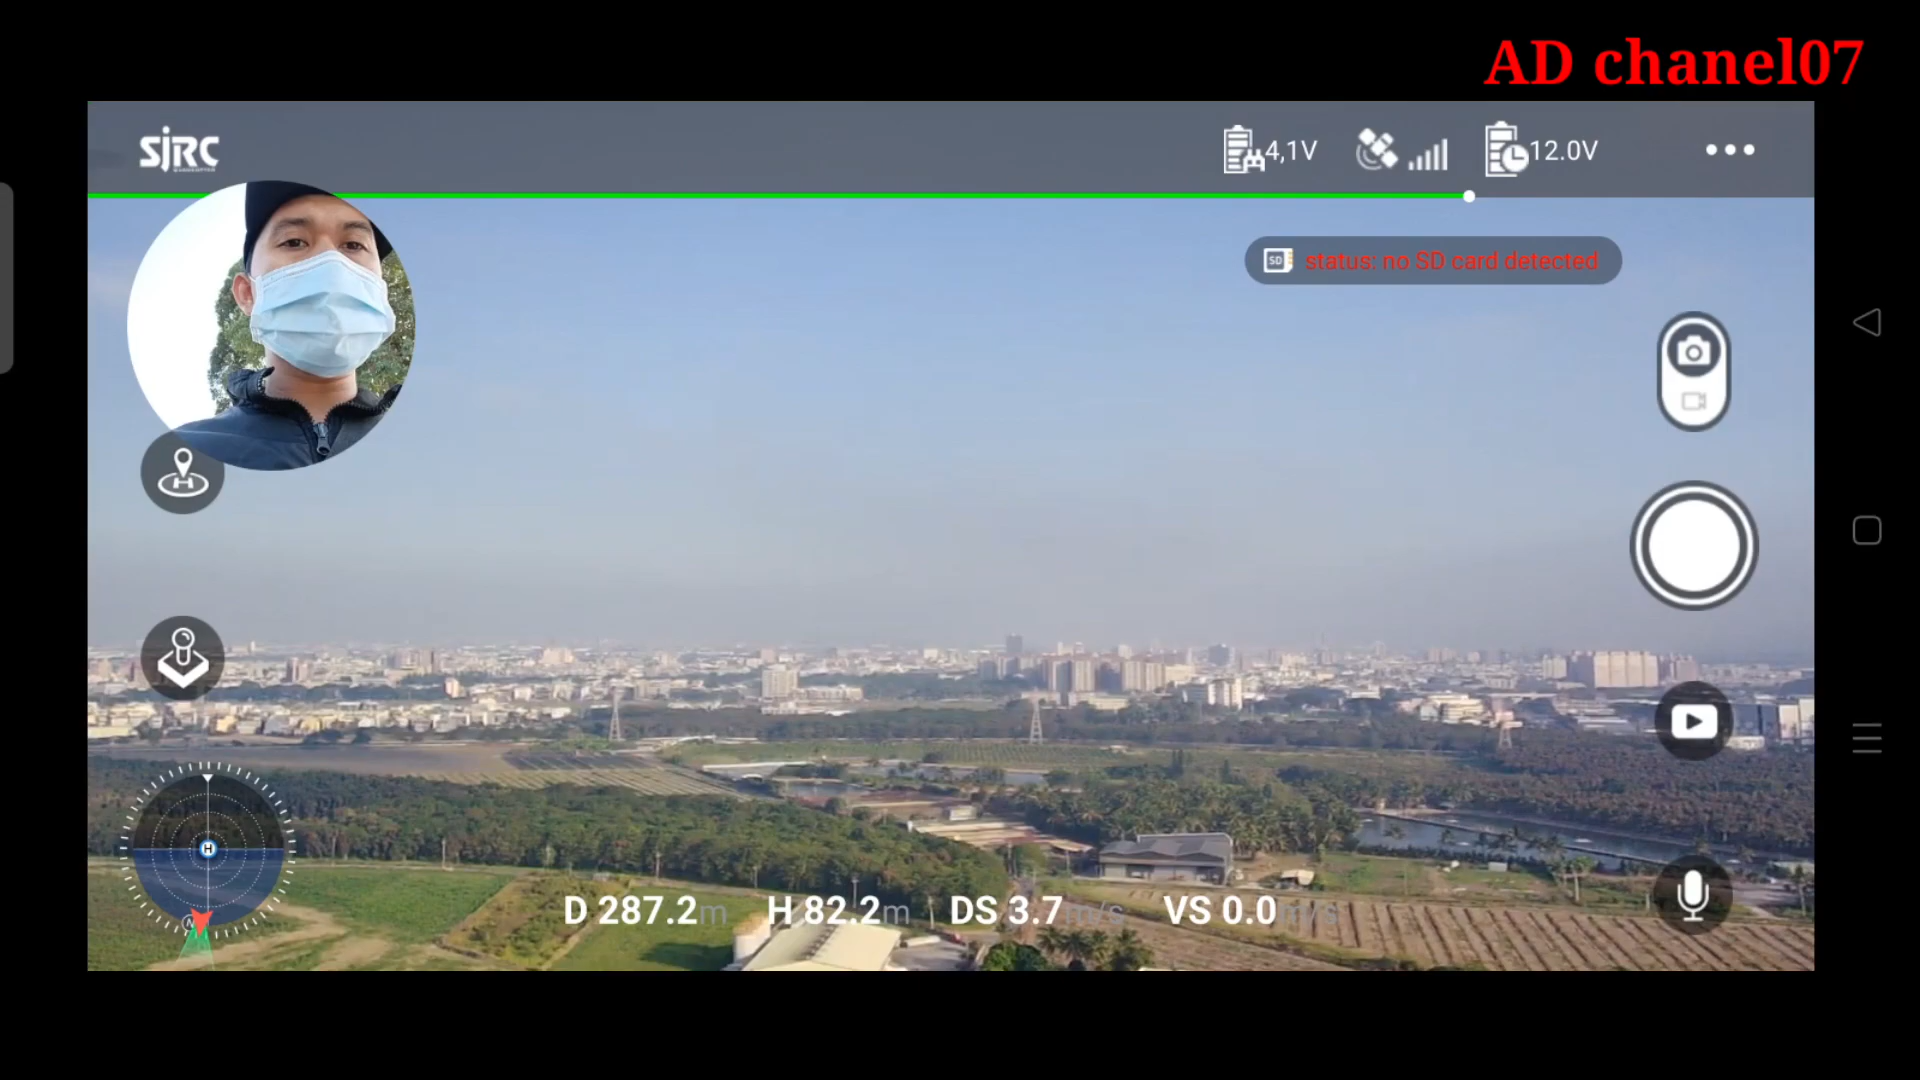 AD chanel07
SJRC
4,1V
12.0V
SD
status: no SD card detected
H
N
H
D 287.2m H 82.2m DS 3.7m/s VS 0.0m/s